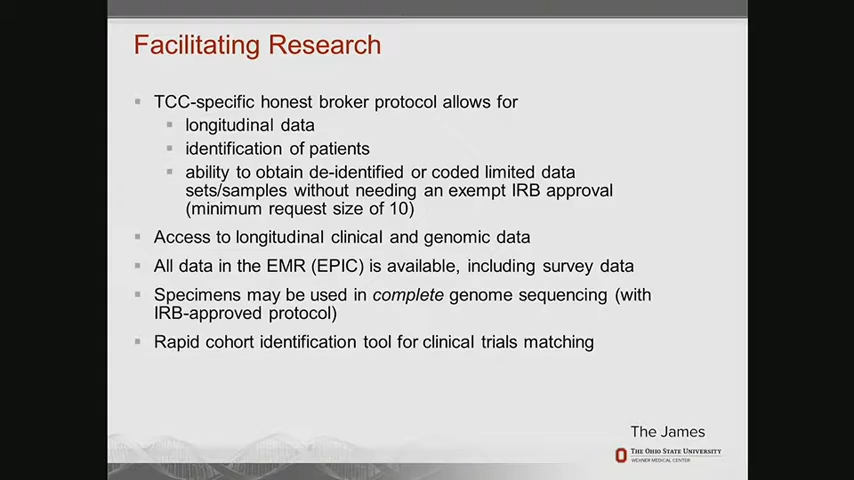 Facilitating Research
TCC-specific honest broker protocol allows for
longitudinal data
identification of patients
ability to obtain de-identified or coded limited data
sets/samples without needing an exempt IRB approval
(minimum request size of 10)
Access to longitudinal clinical and genomic data
All data in the EMR (EPIC) is available, including survey data
Specimens may be used in complete genome sequencing (with
IRB-approved protocol)
Rapid cohort identification tool for clinical trials matching
The James
THE OHIO STATE UNIVERSITY
WEXNER MEDICAL CENTER